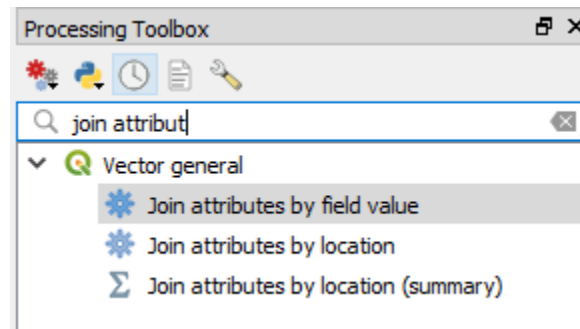 Processing Toolbox
join attribut
Vector general
Join attributes by field value
Join attributes by location
Join attributes by location (summary)